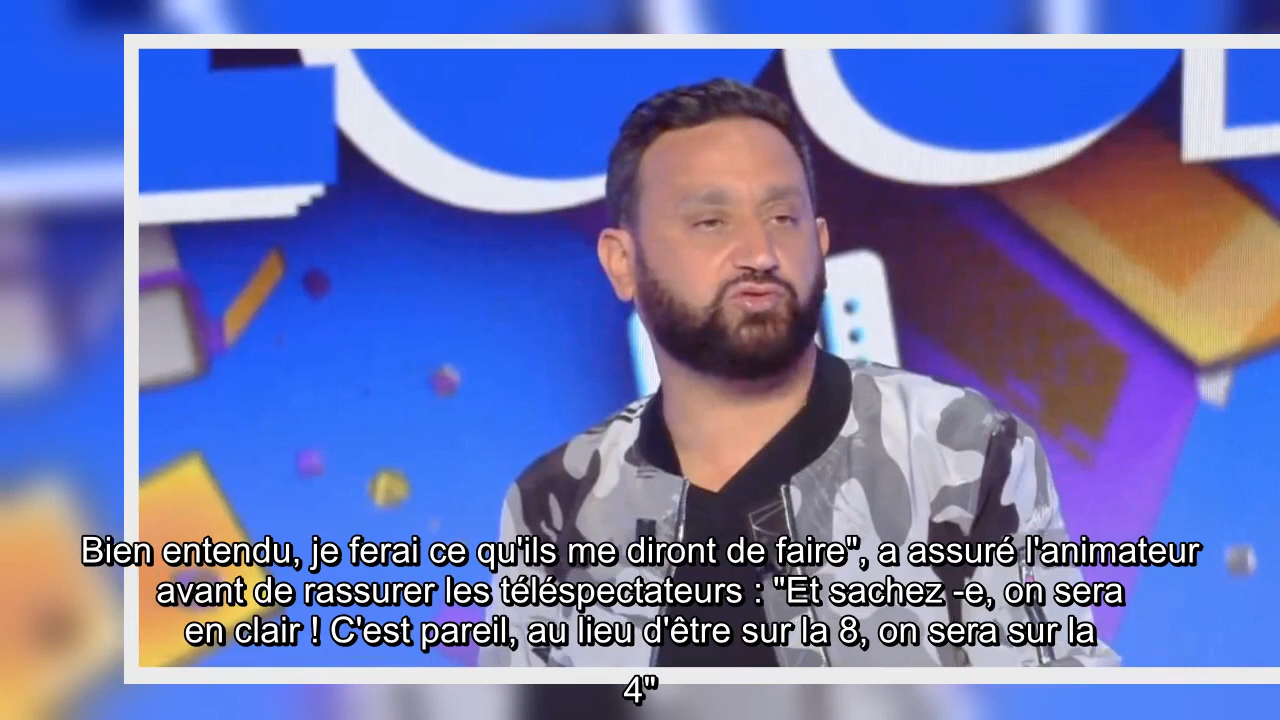 Bien entendu, je ferai ce qu'ils me diront de faire", a assuré l'animateur
avant de rassurer les téléspectateurs : "Et sachez -e, on sera
en clair ! C'est pareil, au lieu d'être sur la 8, on sera sur la
4"